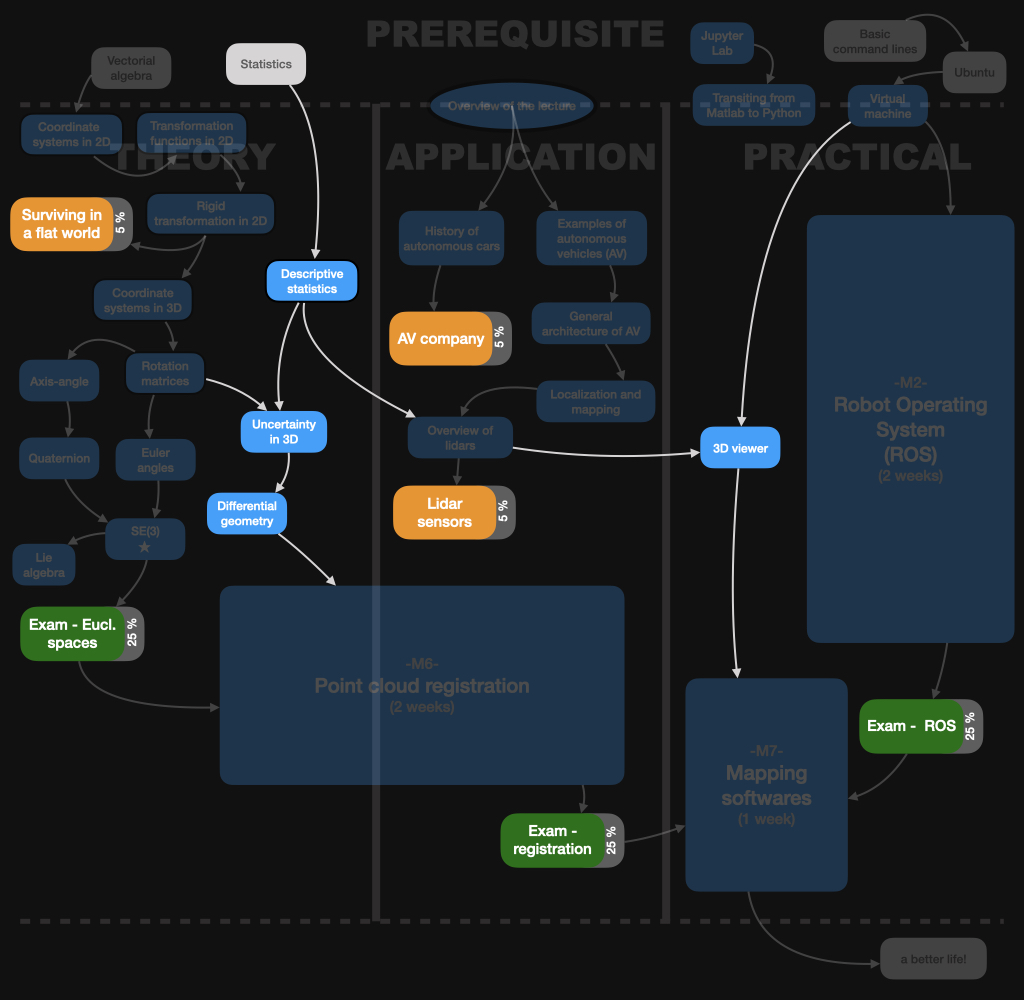 PREREQUISITE
Vectorial
algebra
Statistics
Jupyter
Lab
Basic
command lines
Ubuntu
Overview of the lecture
Transiting from
Matlab to Python
Virtual
machine
Coordinate
systems in 2D
Transformation
functions in 2D
THEORY
APPLICATION
PRACTICAL
Surviving in
a flat world
5 %
Rigid
transformation in 2D
History of
autonomous cars
Examples of
autonomous
vehicles (AV)
Descriptive
statistics
Coordinate
systems in 3D
AV company
5 %
General
architecture of AV
Axis-angle
Rotation
matrices
Localization and
mapping
-M2-
Robot Operating
System
(ROS)
(2 weeks)
Uncertainty
in 3D
Overview of
lidars
3D viewer
Quaternion
Euler
angles
Differential
geometry
Lidar
sensors
5 %
SE(3)
★
Lie
algebra
Exam - Eucl.
spaces
25 %
-M6-
Point cloud registration
(2 weeks)
Exam - ROS
25 %
-M7-
Mapping
softwares
(1 week)
Exam -
registration
25 %
a better life!